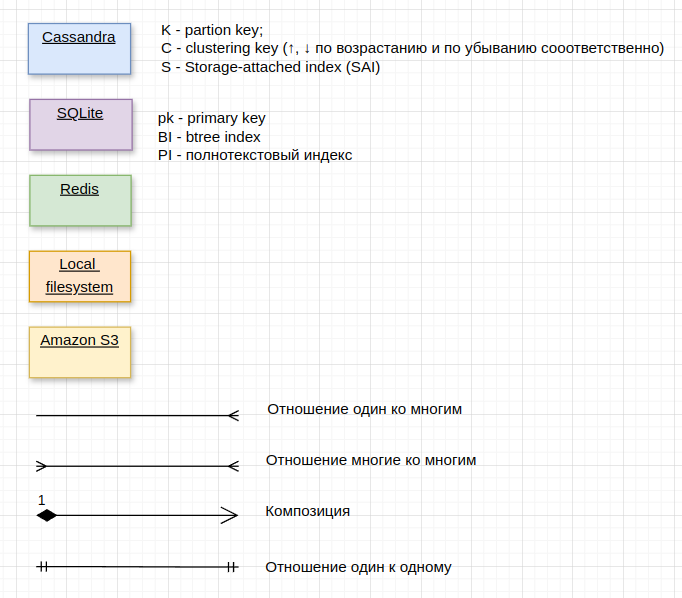 Cassandra
K - partion key;
C - clustering key (↑, ↓ по возрастанию и по убыванию сооответственно)
S - Storage-attached index (SAI)
SQLite
pk - primary key
BI - btree index
PI - полнотекстовый индекс
Redis
Local
filesystem
Amazon S3
Отношение один ко многим
Отношение многие ко многим
1
Композиция
Отношение один к одному